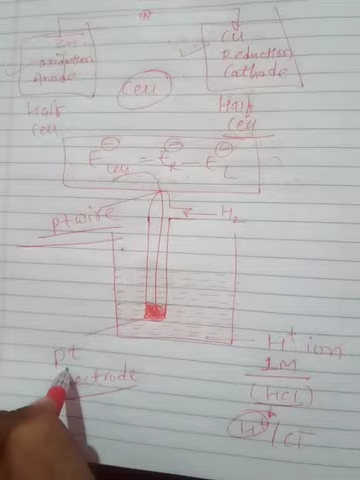 Zn
Oxidation
Anode
Half
Cell
Cell
Cu
Reduction
Cathode
Half
Cell
E⊖cell = E⊖R − E⊖L
pt wire
H2
pt
H+ ion
1M
(HCl)
H+/Cl-